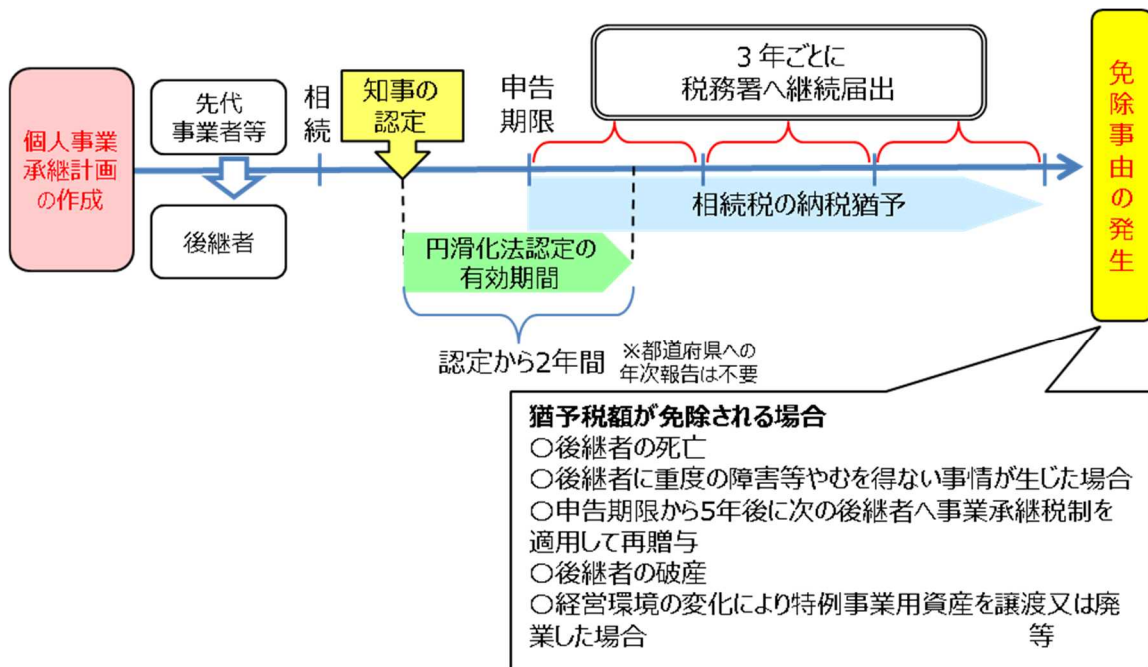 個人事業
承継計画
の作成
先代
事業者等
後継者
相続
知事の
認定
申告
期限
3年ごとに
税務署へ継続届出
相続税の納税猶予
円滑化法認定の
有効期間
認定から2年間
※都道府県への
年次報告は不要
免除事由の発生
猶予税額が免除される場合
○後継者の死亡
○後継者に重度の障害等やむを得ない事情が生じた場合
○申告期限から5年後に次の後継者へ事業承継税制を
適用して再贈与
○後継者の破産
○経営環境の変化により特例事業用資産を譲渡又は廃
業した場合 等